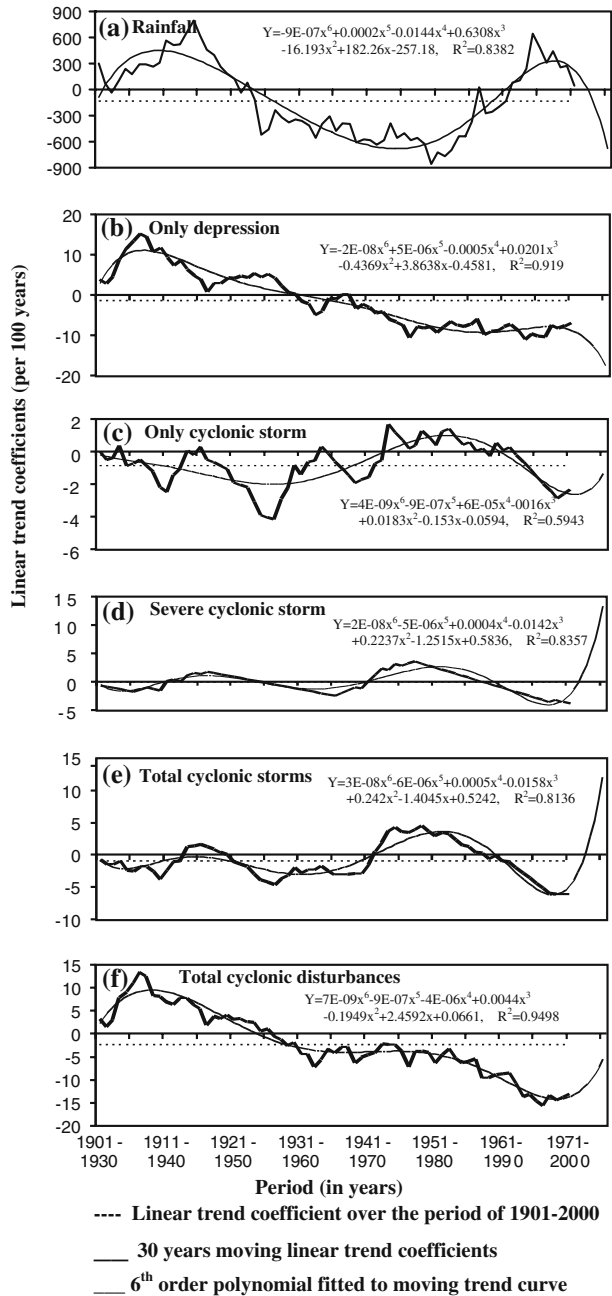 (a) Rainfall
Y=-9E-07x⁶+0.0002x⁵-0.0144x⁴+0.6308x³
-16.193x²+182.26x-257.18, R²=0.8382
900
600
300
0
-300
-600
-900
(b) Only depression
Y=-2E-08x⁶+5E-06x⁵-0.0005x⁴+0.0201x³
-0.4369x²+3.8638x-0.4581, R²=0.919
20
10
0
-10
-20
(c) Only cyclonic storm
Y=4E-09x⁶-9E-07x⁵+6E-05x⁴-0016x³
+0.0183x²-0.153x-0.0594, R²=0.5943
2
0
-2
-4
-6
(d) Severe cyclonic storm
Y=2E-08x⁶-5E-06x⁵+0.0004x⁴-0.0142x³
+0.2237x²-1.2515x+0.5836, R²=0.8357
15
10
5
0
-5
(e) Total cyclonic storms
Y=3E-08x⁶-6E-06x⁵+0.0005x⁴-0.0158x³
+0.242x²-1.4045x+0.5242, R²=0.8136
15
10
5
0
-5
-10
(f) Total cyclonic disturbances
Y=7E-09x⁶-9E-07x⁵-4E-06x⁴+0.0044x³
-0.1949x²+2.4592x+0.0661, R²=0.9498
15
10
5
0
-5
-10
-15
-20
Linear trend coefficients (per 100 years)
1901- 1911- 1921- 1931- 1941- 1951- 1961- 1971-
1930 1940 1950 1960 1970 1980 1990 2000
Period (in years)
---- Linear trend coefficient over the period of 1901-2000
___ 30 years moving linear trend coefficients
___ 6th order polynomial fitted to moving trend curve